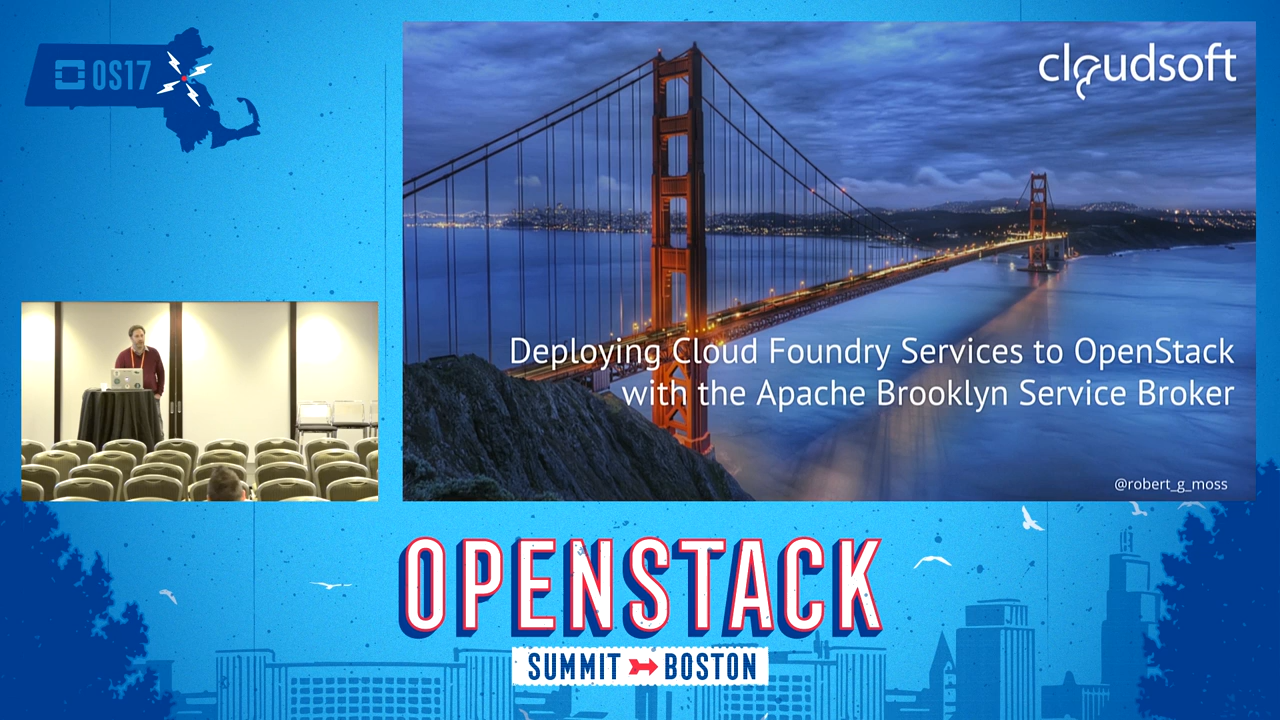 OS17
cloudsoft
Deploying Cloud Foundry Services to OpenStack
with the Apache Brooklyn Service Broker
@robert_g_moss
OPENSTACK
SUMMIT BOSTON